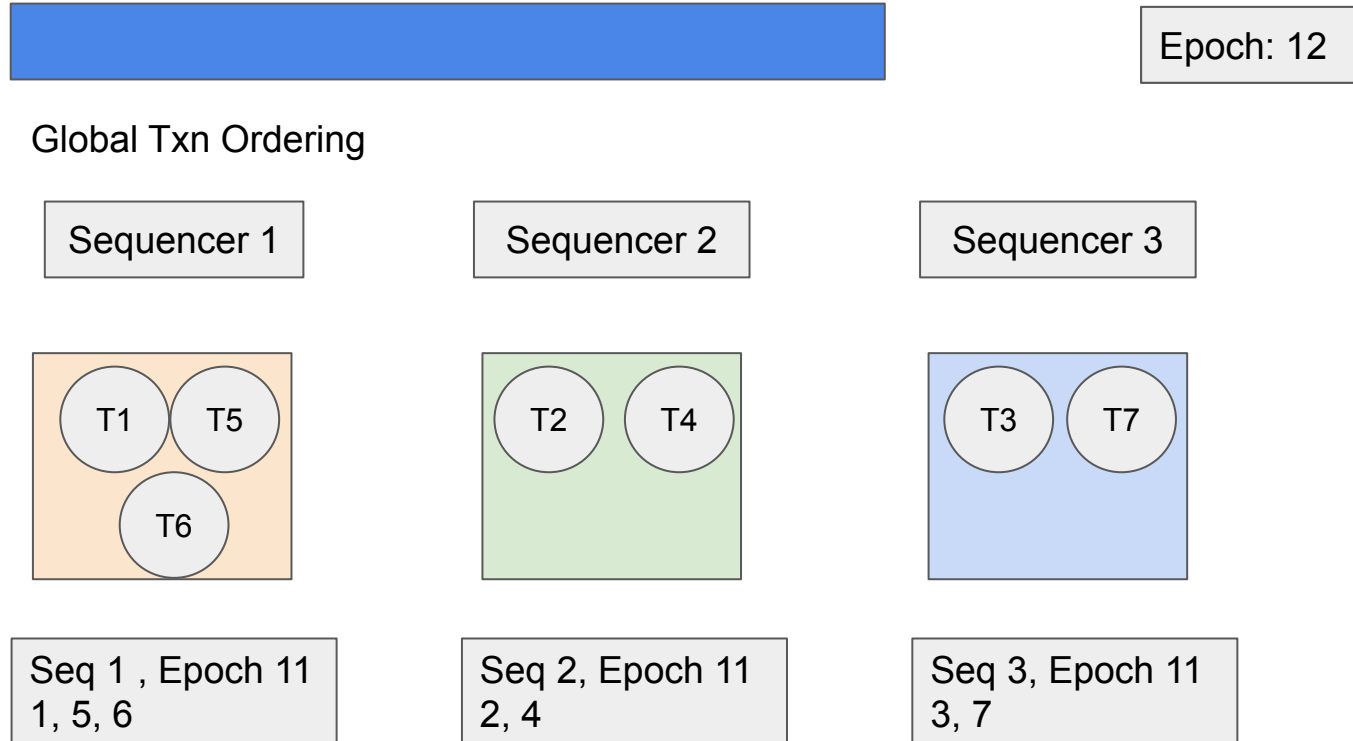 Epoch: 12
Global Txn Ordering
Sequencer 1
Sequencer 2
Sequencer 3
T1
T5
T2
T4
T3
T7
T6
Seq 1 , Epoch 11
1, 5, 6
Seq 2, Epoch 11
2, 4
Seq 3, Epoch 11
3, 7